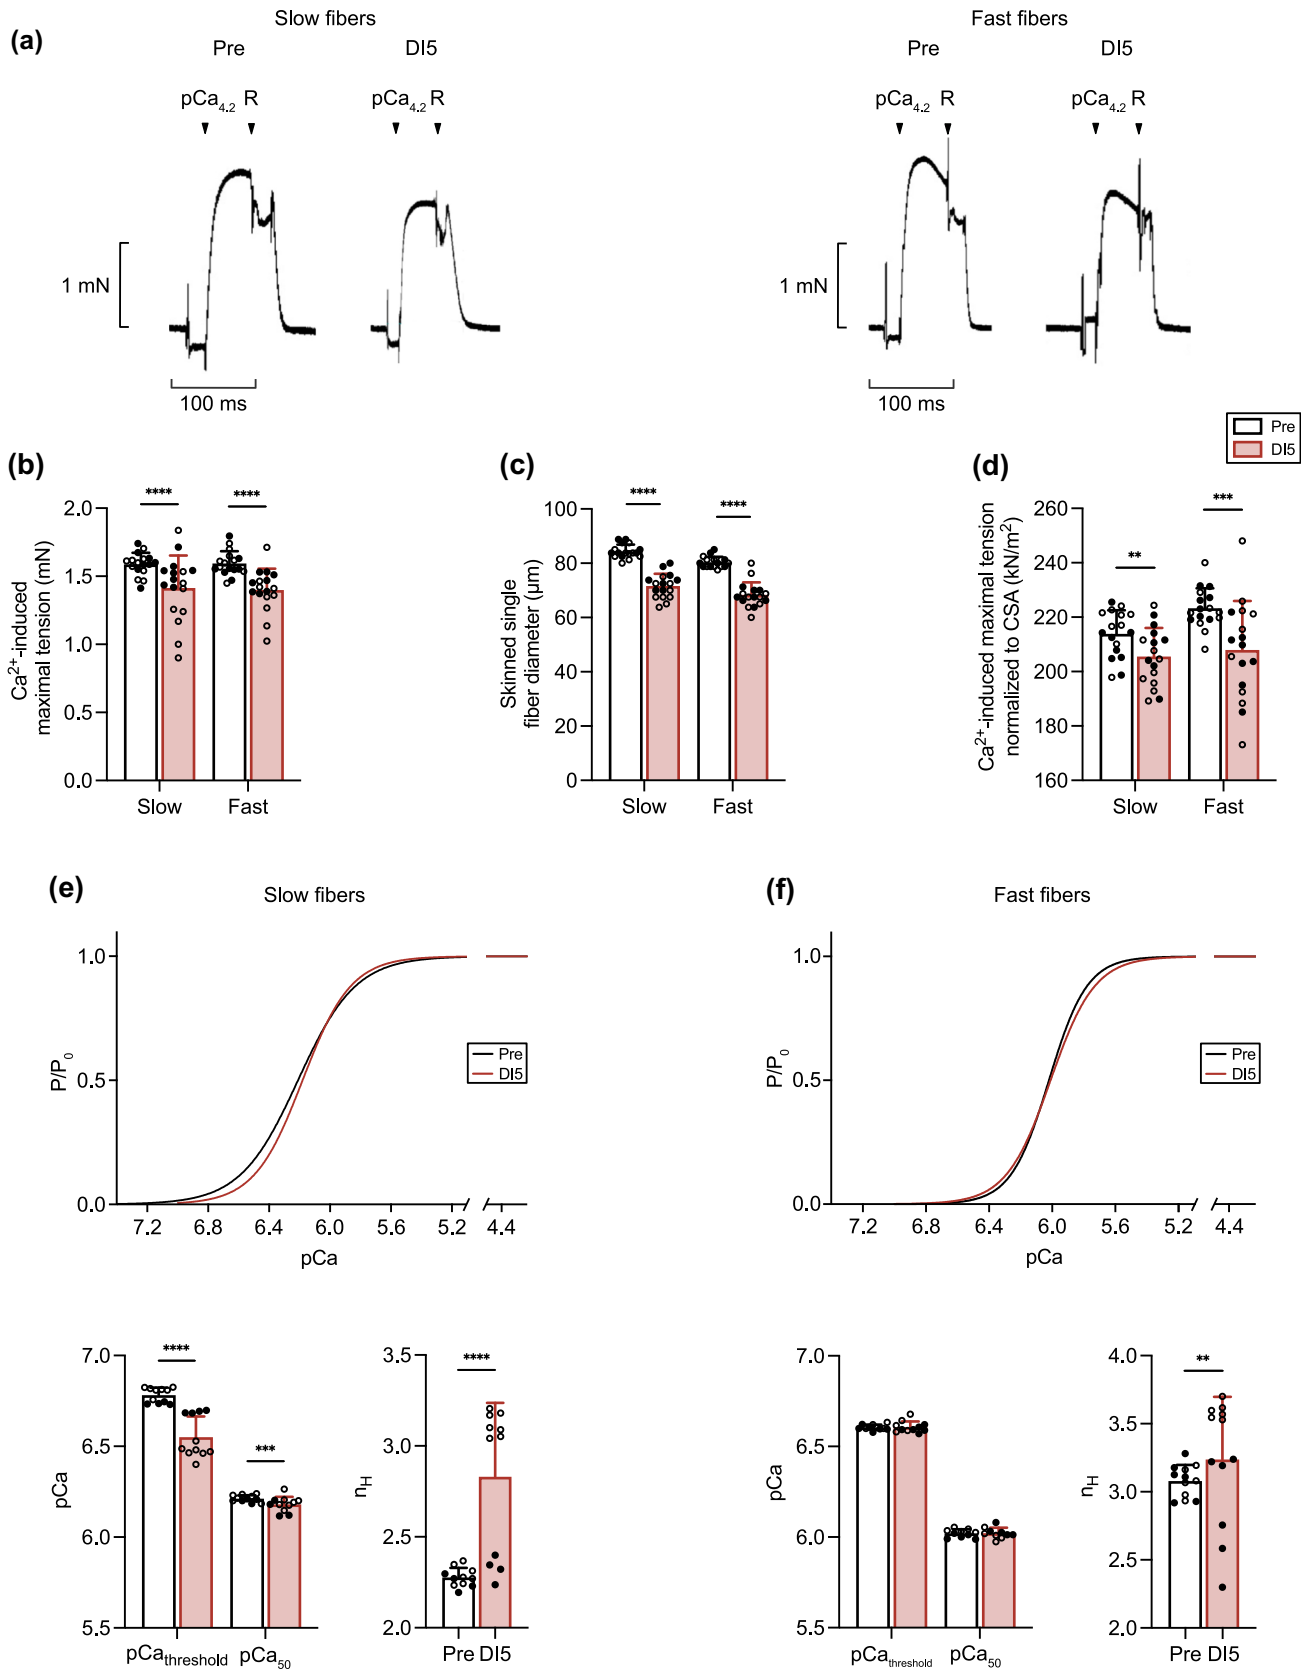 (a)
Slow fibers
Fast fibers
Pre
DI5
Pre
DI5
pCa4.2 R
pCa4.2 R
pCa4.2 R
pCa4.2 R
1 mN
1 mN
100 ms
100 ms
Pre
DI5
(b)
Ca2+-induced
maximal tension (mN)
2.0
1.5
1.0
0.5
0.0
****
****
Slow
Fast
(c)
Skinned single
fiber diameter (µm)
100
80
60
40
20
0
****
****
Slow
Fast
(d)
Ca2+-induced maximal tension
normalized to CSA (kN/m2)
260
240
220
200
180
160
**
***
Slow
Fast
(e)
Slow fibers
P/P0
1.0
0.5
0.0
Pre
DI5
7.2
6.8
6.4
6.0
5.6
5.2
4.4
pCa
pCa
7.0
6.5
6.0
5.5
****
***
pCathreshold
pCa50
nH
3.5
3.0
2.5
2.0
****
Pre DI5
(f)
Fast fibers
P/P0
1.0
0.5
0.0
Pre
DI5
7.2
6.8
6.4
6.0
5.6
5.2
4.4
pCa
pCa
7.0
6.5
6.0
5.5
pCathreshold
pCa50
nH
4.0
3.5
3.0
2.5
2.0
**
Pre DI5